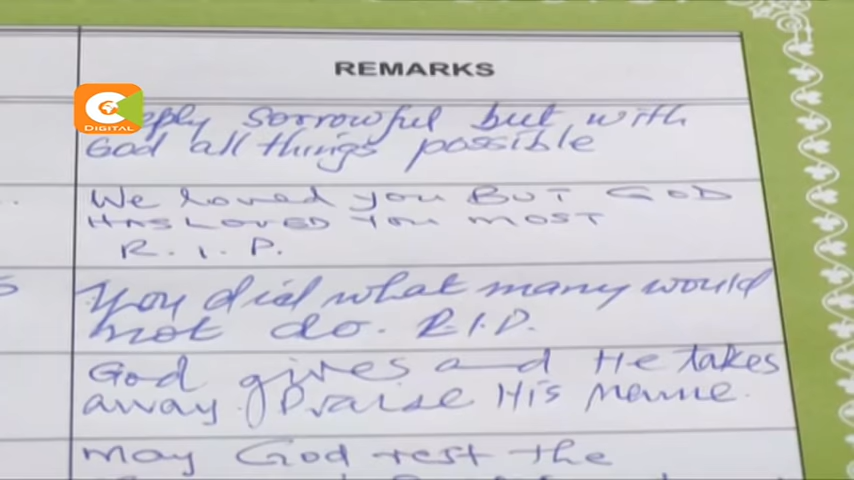 REMARKS
C
DIGITAL
sorrowful but with
God all things possible
We loved you BUT GOD
HAS LOVED You most
R.I.P.
You did what many would
not do. R.I.P.
God gives and He takes
away. Praise His Name.
May God rest the